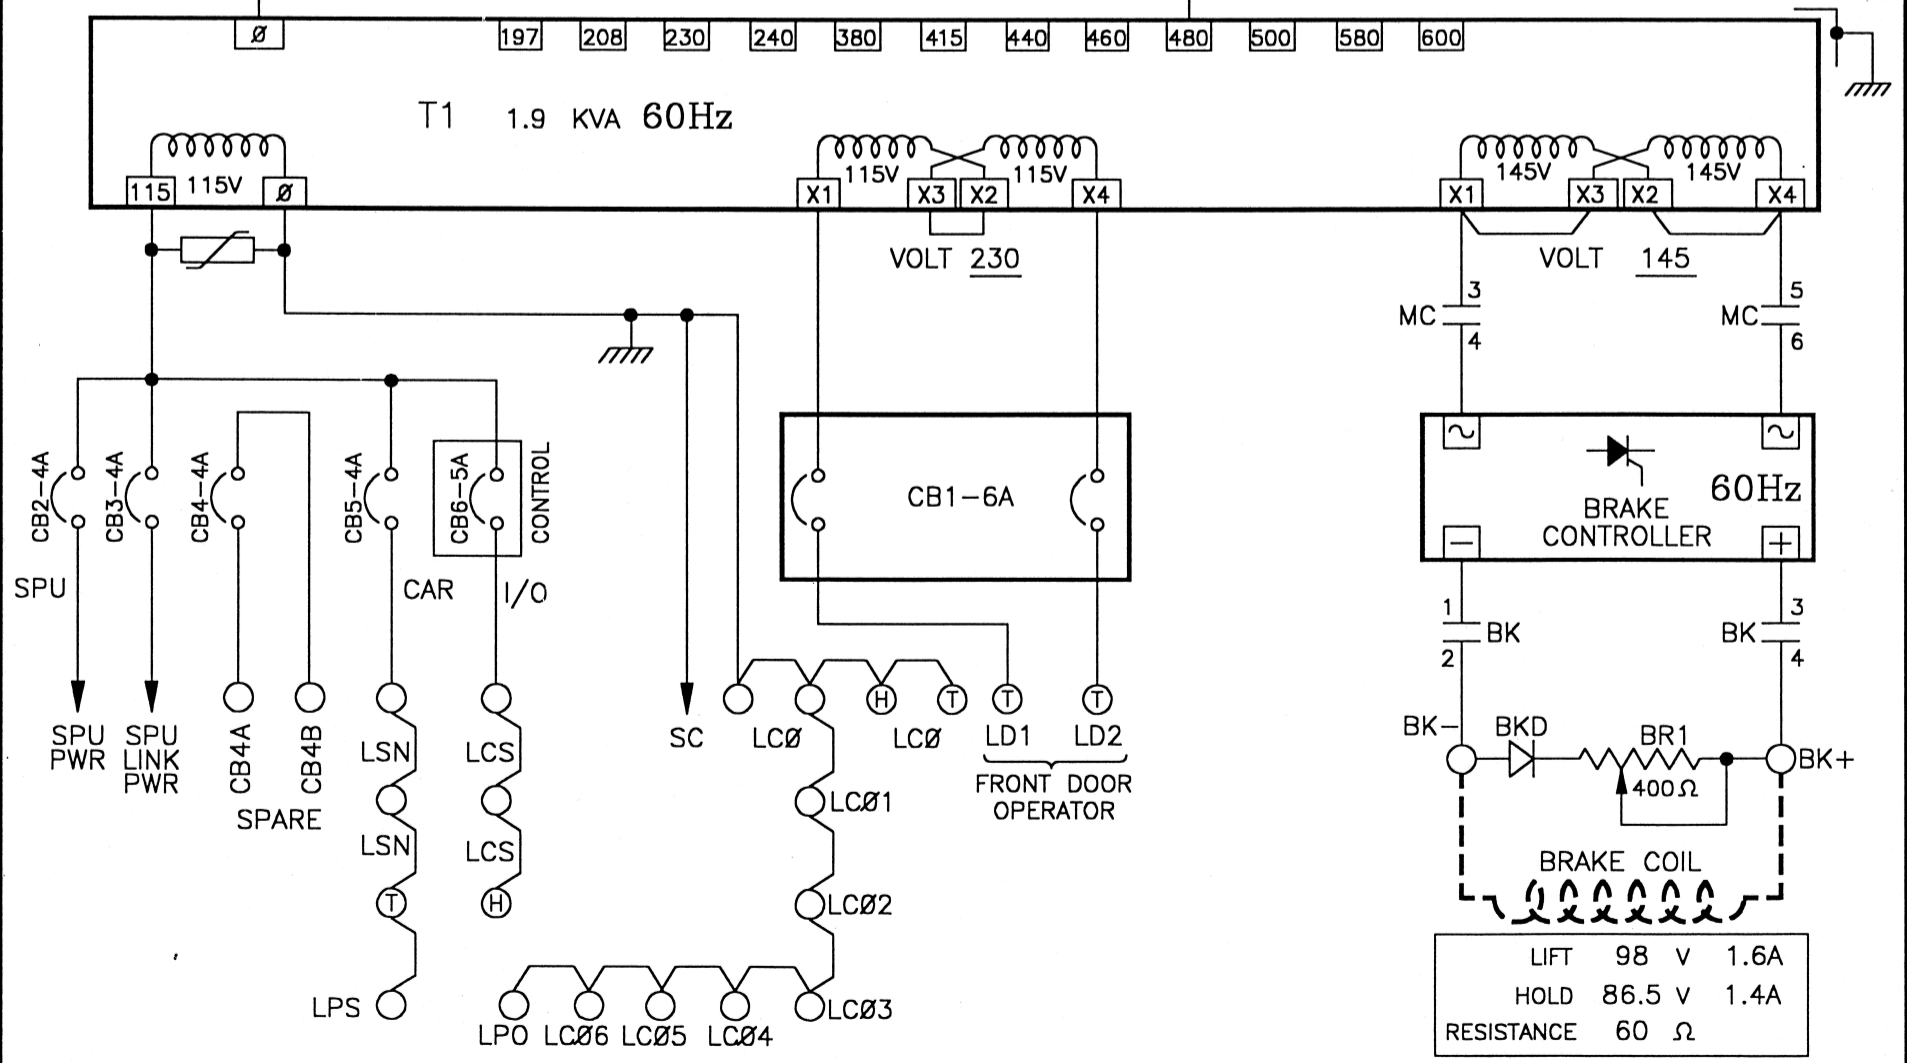 Ø
197 208 230 240 380 415 440 460 480 500 580 600
T1 1.9 KVA 60Hz
115V
115 Ø
115V 115V
X1 X3 X2 X4
145V 145V
X1 X3 X2 X4
VOLT 230
VOLT 145
3
MC
4
5
MC
6
CB2-4A
CB3-4A
CB4-4A
CB5-4A
CB6-5A
CONTROL
CB1-6A
~ ~
60Hz
BRAKE
CONTROLLER
− +
SPU
CAR
I/O
1
BK
2
3
BK
4
SPU
PWR
SPU
LINK
PWR
CB4A
CB4B
SPARE
LSN
LSN
T
LPS
LCS
LCS
H
SC
H T T T
LCØ LCØ LD1 LD2
FRONT DOOR
OPERATOR
LCØ1
LCØ2
LCØ3
LPO LCØ6 LCØ5 LCØ4
BK- BKD BR1 BK+
400Ω
BRAKE COIL
LIFT 98 V 1.6A
HOLD 86.5 V 1.4A
RESISTANCE 60 Ω